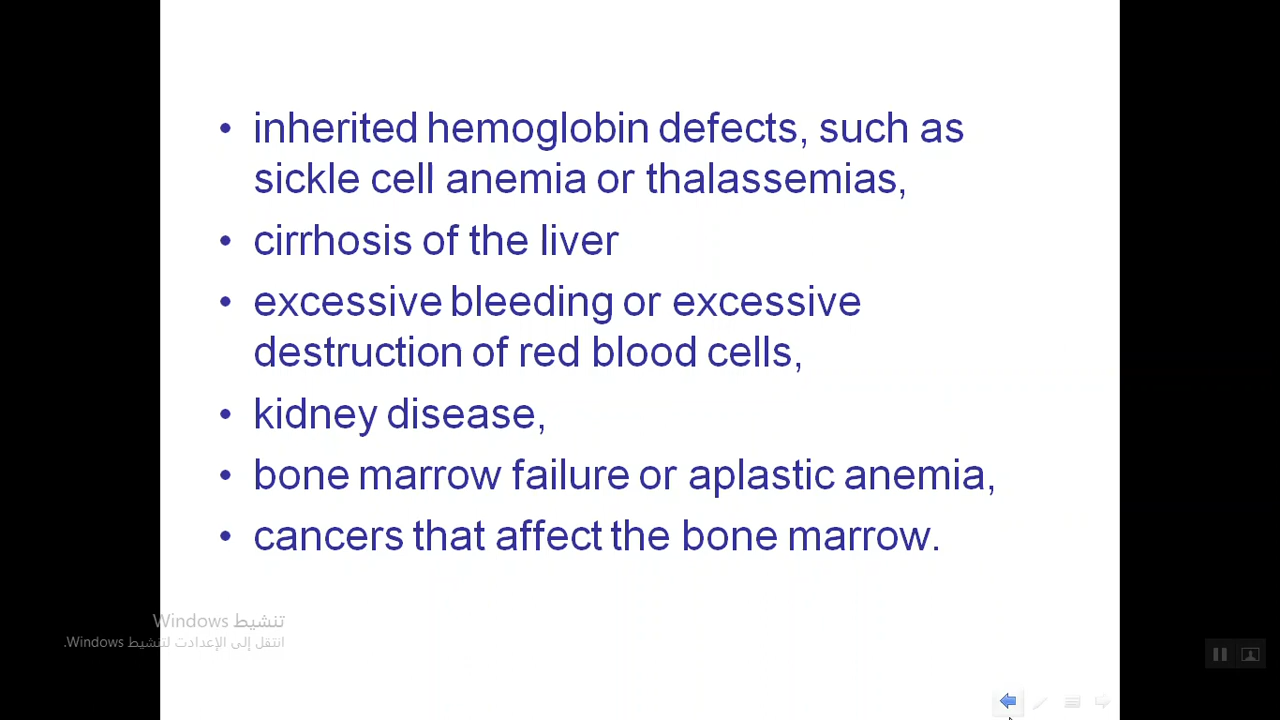 • inherited hemoglobin defects, such as
sickle cell anemia or thalassemias,
• cirrhosis of the liver
• excessive bleeding or excessive
destruction of red blood cells,
• kidney disease,
• bone marrow failure or aplastic anemia,
• cancers that affect the bone marrow.
تنشيط Windows
انتقل إلى الإعدادت لتنشيط Windows.